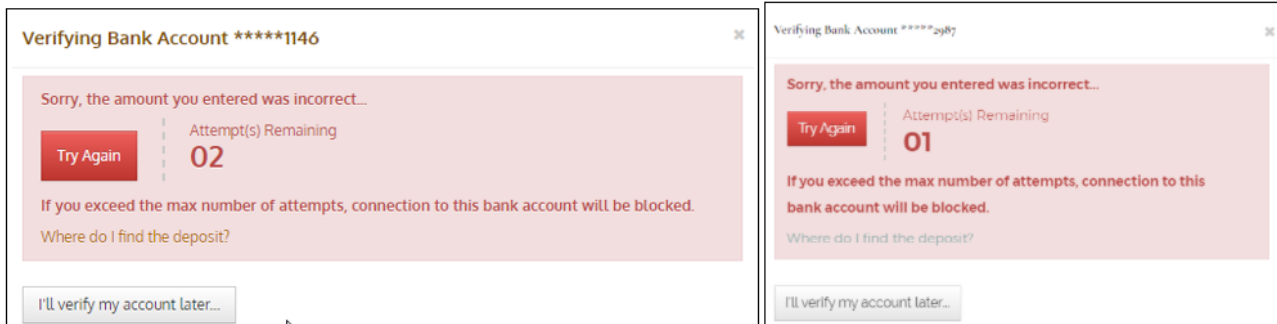 Verifying Bank Account *****1146
×
Sorry, the amount you entered was incorrect...
Try Again
Attempt(s) Remaining
02
If you exceed the max number of attempts, connection to this bank account will be blocked.
Where do I find the deposit?
I'll verify my account later...
Verifying Bank Account *****2987
×
Sorry, the amount you entered was incorrect...
Try Again
Attempt(s) Remaining
01
If you exceed the max number of attempts, connection to this
bank account will be blocked.
Where do I find the deposit?
I'll verify my account later...